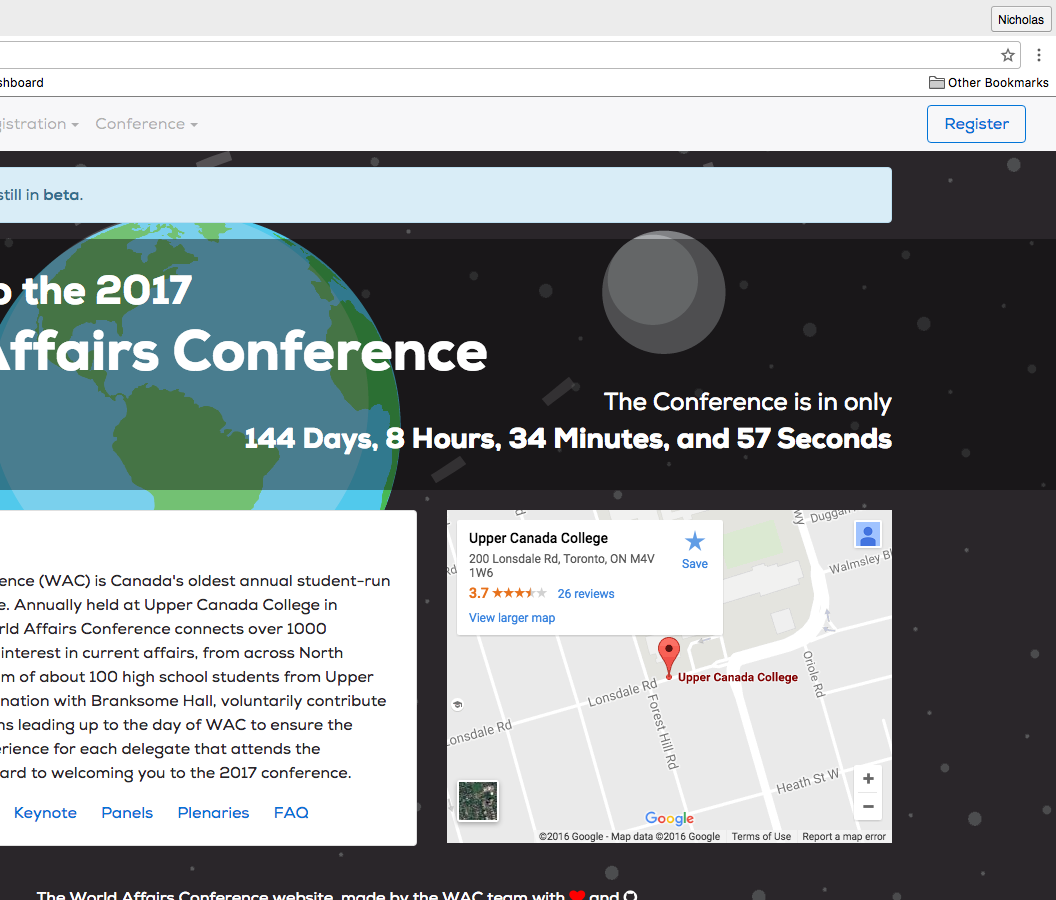 Nicholas
shboard
Other Bookmarks
istration
Conference
Register
still in beta.
o the 2017
Affairs Conference
The Conference is in only
144 Days, 8 Hours, 34 Minutes, and 57 Seconds
ence (WAC) is Canada's oldest annual student-run
e. Annually held at Upper Canada College in
rld Affairs Conference connects over 1000
interest in current affairs, from across North
m of about 100 high school students from Upper
nation with Branksome Hall, voluntarily contribute
ns leading up to the day of WAC to ensure the
erience for each delegate that attends the
ard to welcoming you to the 2017 conference.
Keynote Panels Plenaries FAQ
Upper Canada College
200 Lonsdale Rd, Toronto, ON M4V
1W6
Save
3.7
26 reviews
View larger map
Duggan
Walmsley Bl
Rd
Upper Canada College
Lonsdale Rd
Lonsdale Rd
Forest Hill Rd
Oriole Rd
Heath St W
+
−
Google
©2016 Google - Map data ©2016 Google Terms of Use Report a map error
The World Affairs Conference website, made by the WAC team with ❤ and